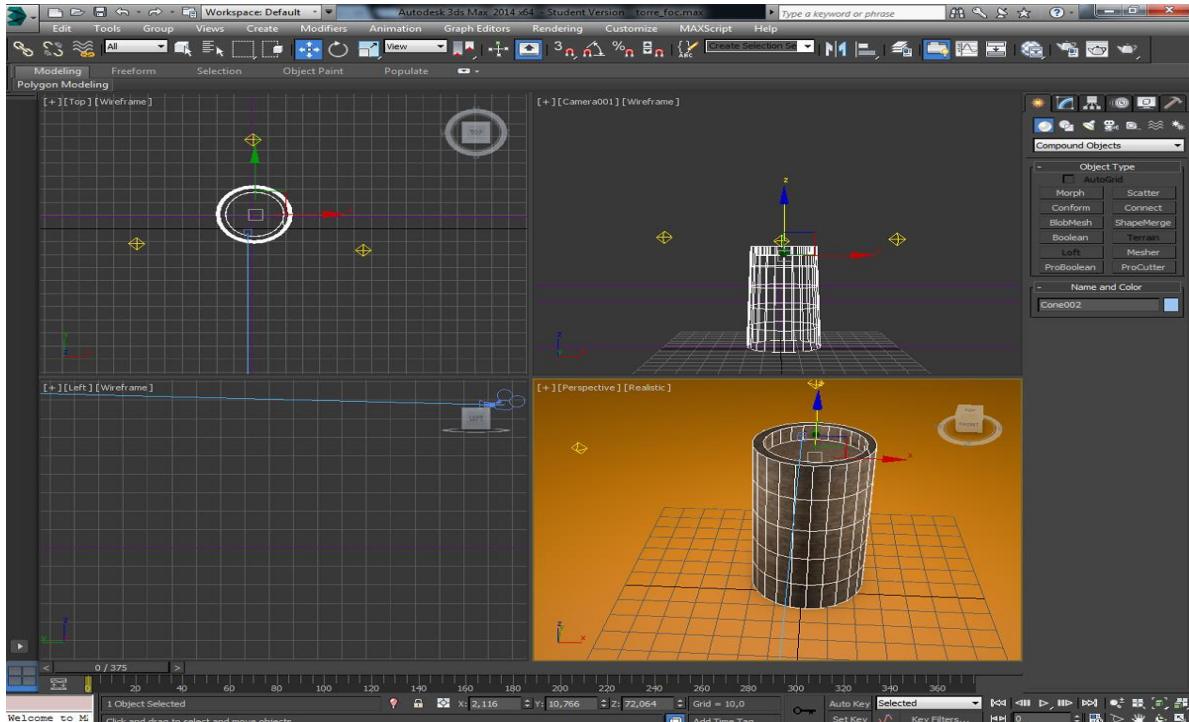 Workspace: Default
Autodesk 3ds Max 2014 x64 - Student Version torre_foc.max
Type a keyword or phrase
Edit Tools Group Views Create Modifiers Animation Graph Editors Rendering Customize MAXScript Help
All
View
Create Selection Se
Modeling Freeform Selection Object Paint Populate
Polygon Modeling
[+][Top][Wireframe]
TOP
[+][Camera001][Wireframe]
z
Compound Objects
- Object Type
AutoGrid
Morph Scatter
Conform Connect
BlobMesh ShapeMerge
Boolean Terrain
Loft Mesher
ProBoolean ProCutter
- Name and Color
Cone002
[+][Left][Wireframe]
LEFT
[+][Perspective][Realistic]
TOP
FRONT
x
< 0 / 375 >
0 20 40 60 80 100 120 140 160 180 200 220 240 260 280 300 320 340 360
1 Object Selected
X: 2,116 Y: 10,766 Z: 72,064 Grid = 10,0
Auto Key Selected
Welcome to M
Click and drag to select and move objects
Add Time Tag
Set Key Key Filters...